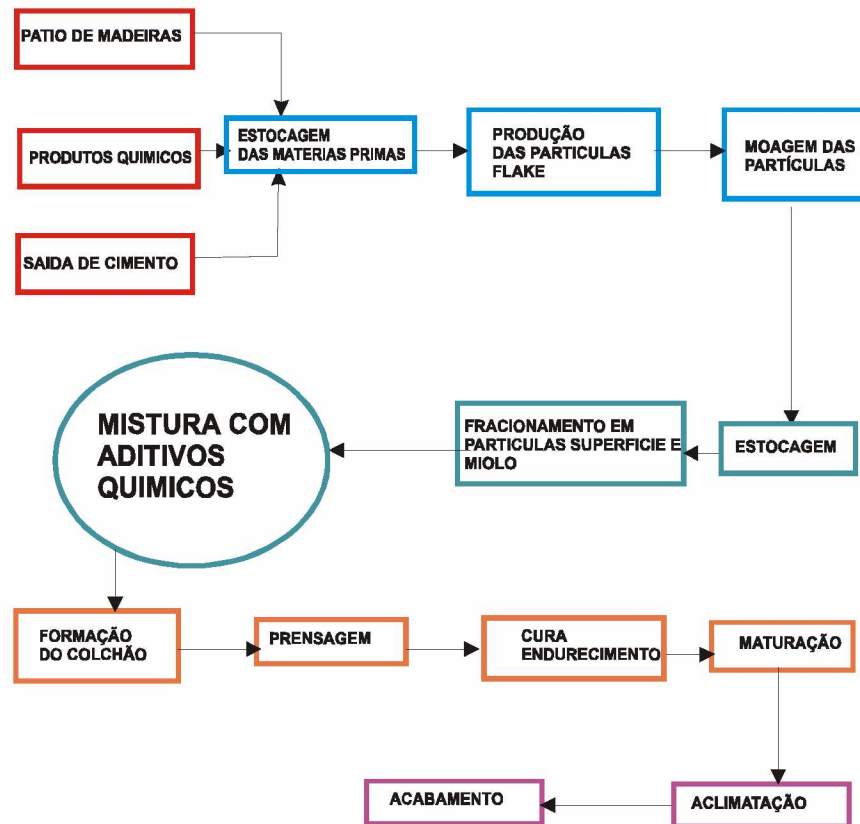 PATIO DE MADEIRAS
PRODUTOS QUIMICOS
SAIDA DE CIMENTO
ESTOCAGEM
DAS MATERIAS PRIMAS
PRODUÇÃO
DAS PARTICULAS
FLAKE
MOAGEM DAS
PARTÍCULAS
ESTOCAGEM
FRACIONAMENTO EM
PARTICULAS SUPERFICIE E
MIOLO
MISTURA COM
ADITIVOS
QUIMICOS
FORMAÇÃO
DO COLCHÃO
PRENSAGEM
CURA
ENDURECIMENTO
MATURAÇÃO
ACLIMATAÇÃO
ACABAMENTO